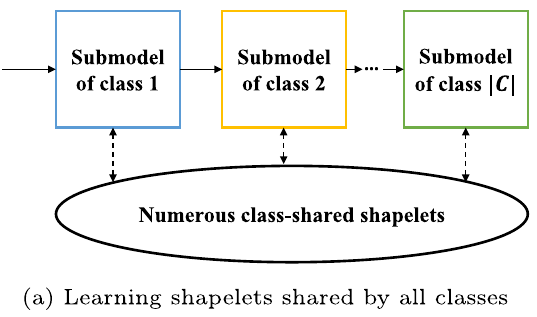 Submodel
of class 1
Submodel
of class 2
...
Submodel
of class |C|
Numerous class-shared shapelets
(a) Learning shapelets shared by all classes